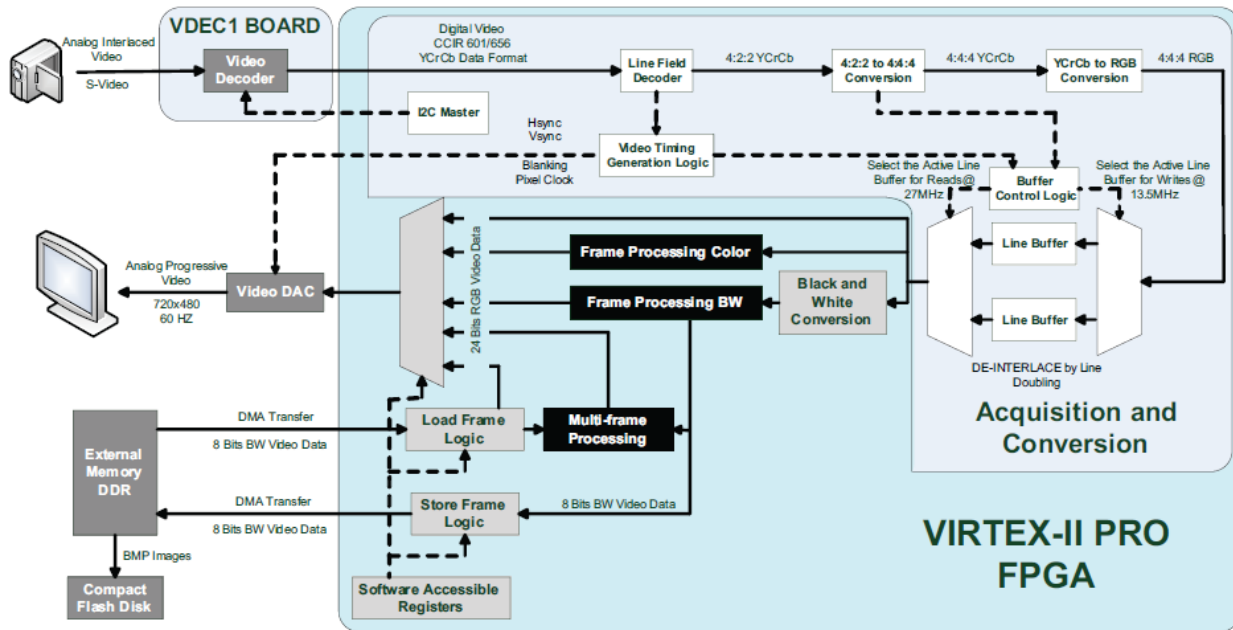 VDEC1 BOARD
Analog Interlaced
Video
S-Video
Video
Decoder
Digital Video
CCIR 601/656
YCrCb Data Format
Line Field
Decoder
4:2:2 YCrCb
4:2:2 to 4:4:4
Conversion
4:4:4 YCrCb
YCrCb to RGB
Conversion
4:4:4 RGB
I2C Master
Hsync
Vsync
Blanking
Pixel Clock
Video Timing
Generation Logic
Select the Active Line
Buffer for Reads@
27MHz
Buffer
Control Logic
Select the Active Line
Buffer for Writes@
13.5MHz
Line Buffer
Line Buffer
DE-INTERLACE by Line
Doubling
Acquisition and
Conversion
Analog Progressive
Video
720x480
60 HZ
Video DAC
24 Bits RGB Video Data
Frame Processing Color
Frame Processing BW
Black and
White
Conversion
External
Memory
DDR
DMA Transfer
8 Bits BW Video Data
Load Frame
Logic
Multi-frame
Processing
DMA Transfer
8 Bits BW Video Data
Store Frame
Logic
8 Bits BW Video Data
BMP Images
Compact
Flash Disk
Software Accessible
Registers
VIRTEX-II PRO
FPGA